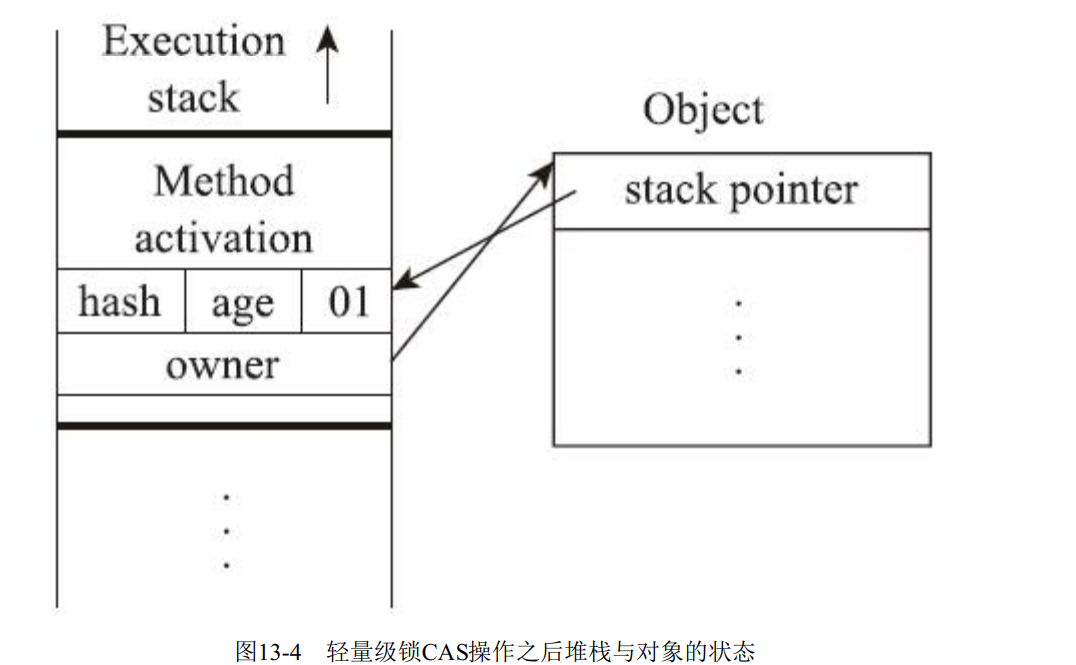 Execution
stack
Method
activation
hash age 01
owner
Object
stack pointer
图13-4 轻量级锁CAS操作之后堆栈与对象的状态